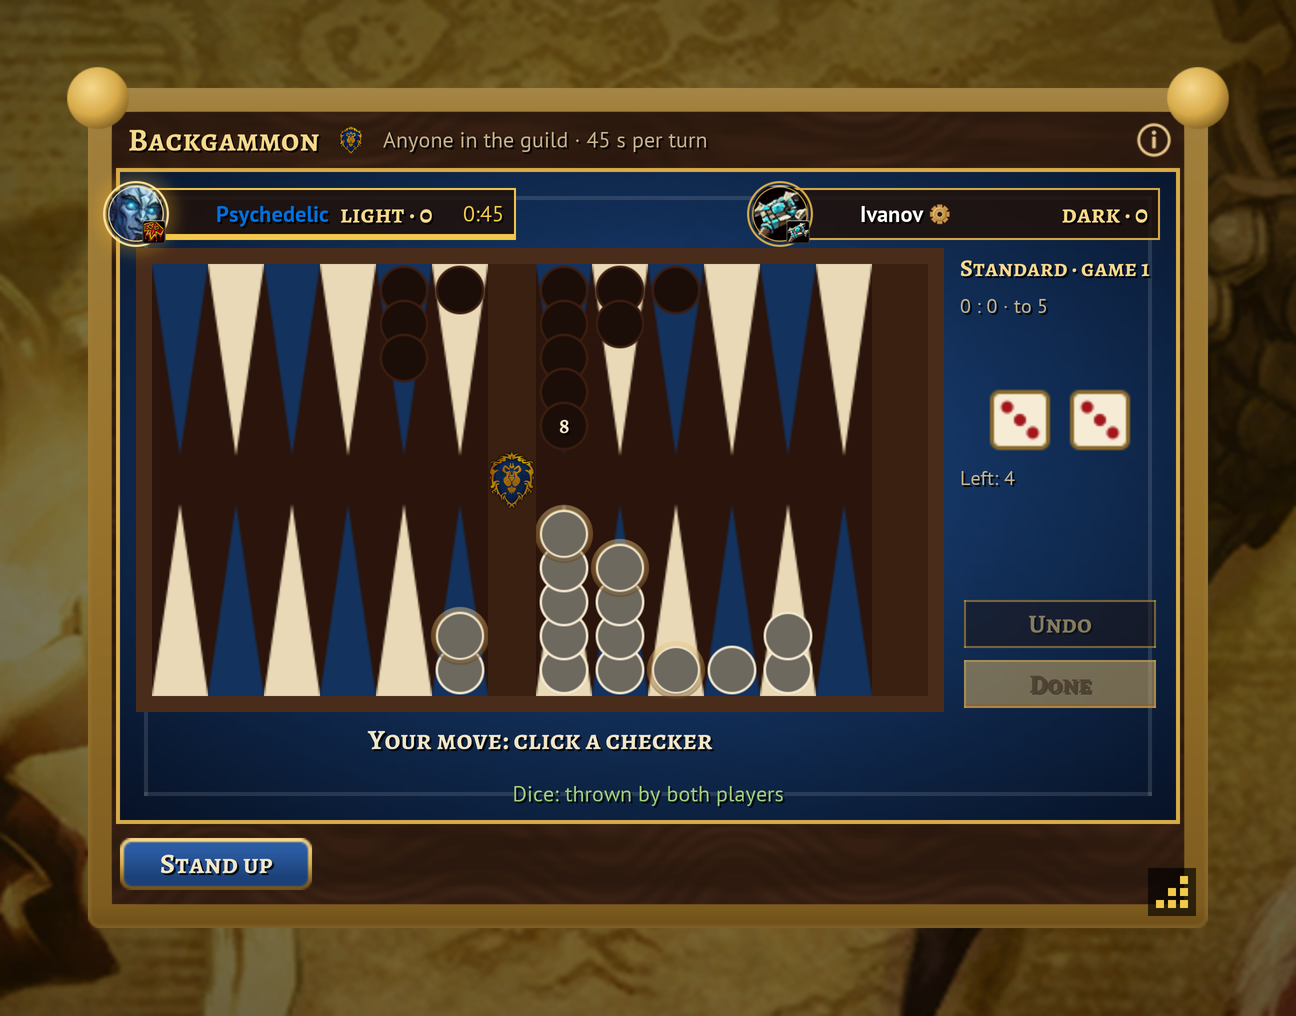 Backgammon
Anyone in the guild · 45 s per turn
i
Psychedelic LIGHT · 0 0:45
Ivanov DARK · 0
Standard · Game 1
0 : 0 · to 5
8
Left: 4
Undo
Done
Your move: click a checker
Dice: thrown by both players
Stand up